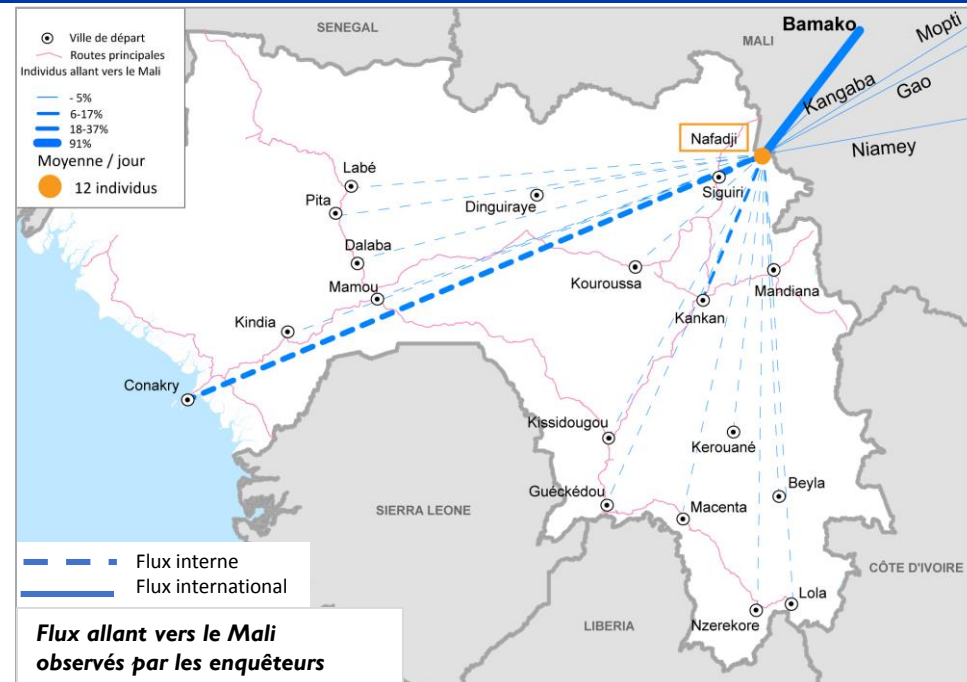 SENEGAL
Bamako
Mopti
MALI
Ville de départ
Routes principales
Individus allant vers le Mali
- 5%
6-17%
18-37%
91%
Moyenne / jour
12 individus
Kangaba
Gao
Niamey
Nafadji
Labé
Siguiri
Pita
Dinguiraye
Dalaba
Mamou
Kouroussa
Mandiana
Kankan
Kindia
Conakry
Kissidougou
Kerouané
Guéckédou
Beyla
Macenta
SIERRA LEONE
CÔTE D'IVOIRE
Flux interne
Flux international
Lola
Nzerekore
LIBERIA
Flux allant vers le Mali
observés par les enquêteurs